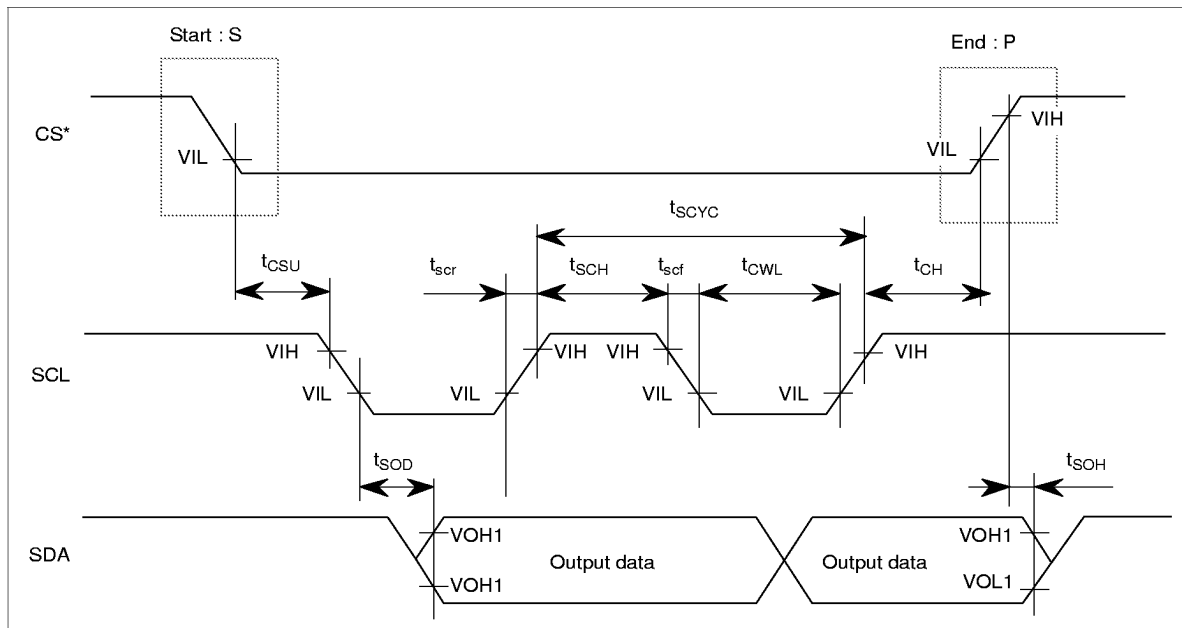 Start : S
End : P
CS*
VIL
VIL
VIH
tSCYC
tCSU
tscr
tSCH
tscf
tCWL
tCH
SCL
VIH
VIL
VIL
VIH
VIH
VIL
VIL
VIH
tSOD
tSOH
SDA
VOH1
VOH1
Output data
Output data
VOH1
VOL1